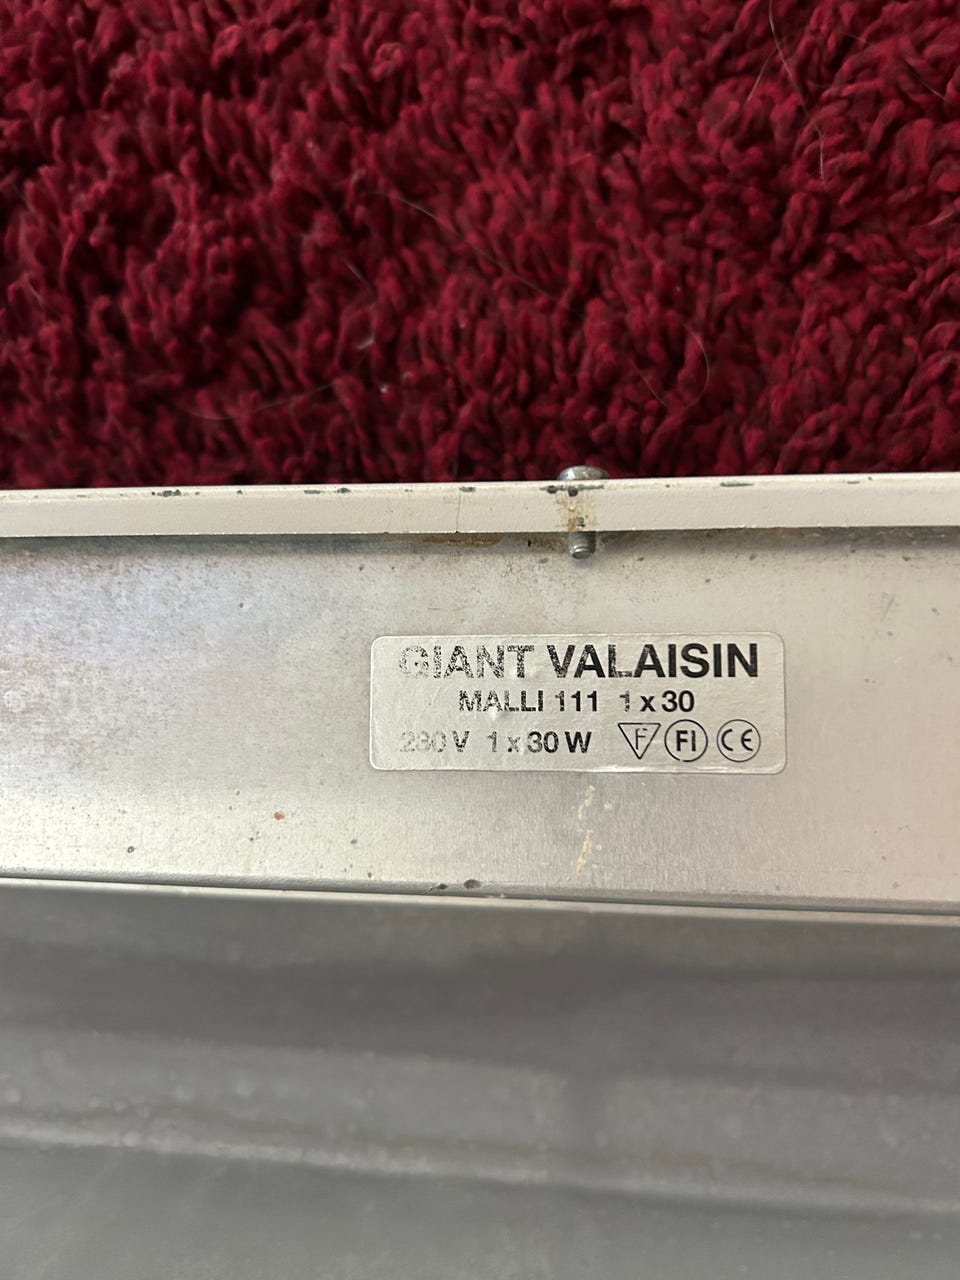 GIANT VALAISIN
MALLI 111 1 x 30
230V 1 x 30 W F FI CE